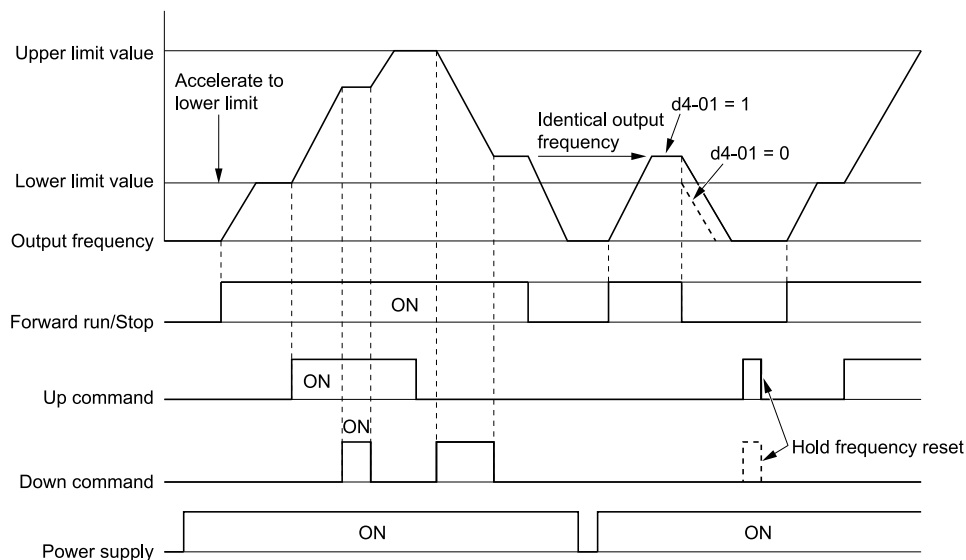 Upper limit value
Accelerate to
lower limit
d4-01 = 1
Identical output
frequency
d4-01 = 0
Lower limit value
Output frequency
ON
Forward run/Stop
ON
Up command
ON
Hold frequency reset
Down command
ON
ON
Power supply